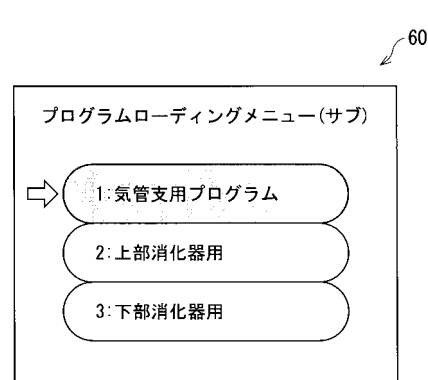 60
プログラムローディングメニュー(サブ)
1:気管支用プログラム
2:上部消化器用
3:下部消化器用